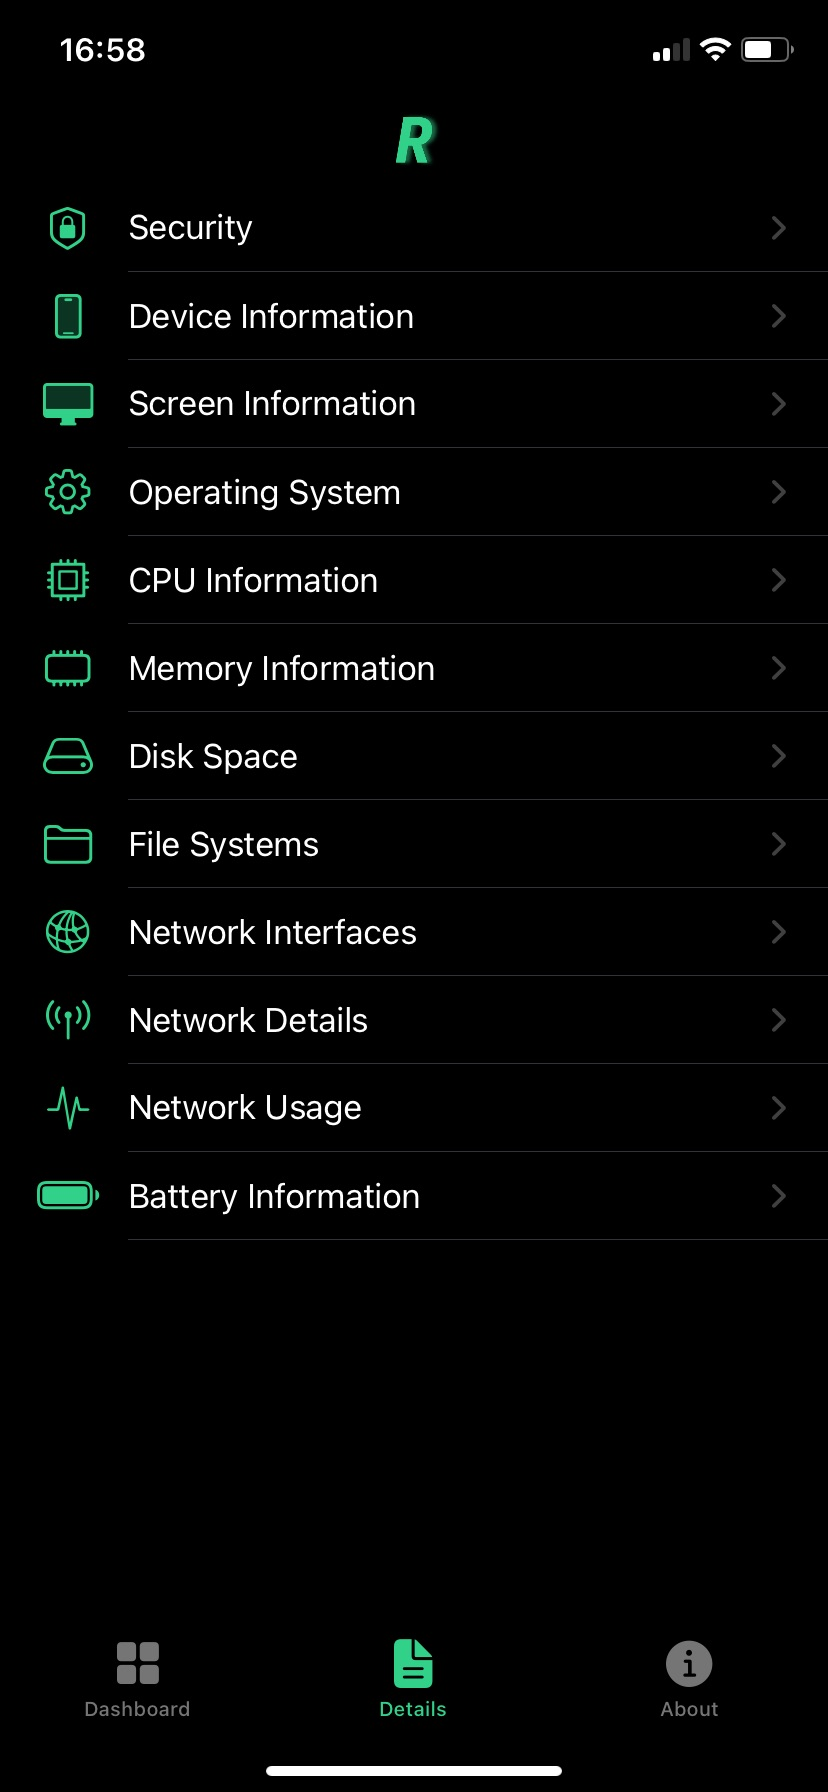 16:58
R
Security
Device Information
Screen Information
Operating System
CPU Information
Memory Information
Disk Space
File Systems
Network Interfaces
Network Details
Network Usage
Battery Information
Dashboard
Details
About